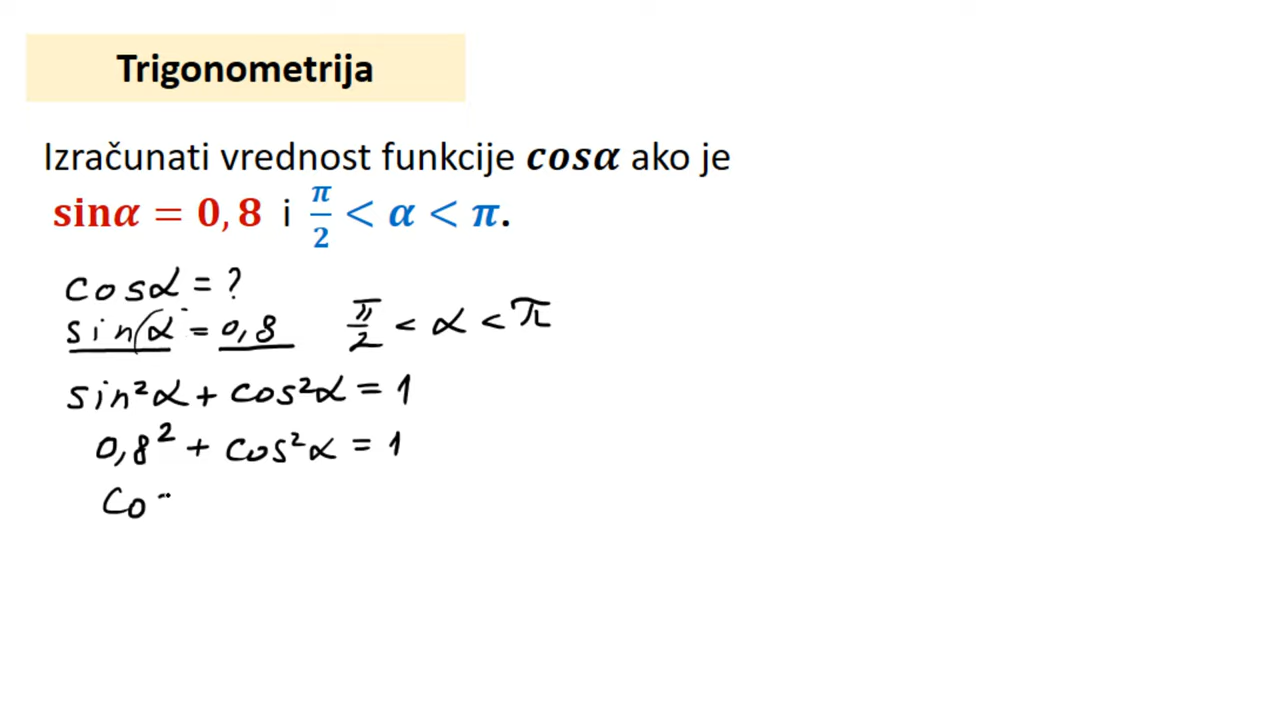 Trigonometrija
Izračunati vrednost funkcije cosα ako je
sinα = 0,8 i π/2 < α < π.
cosα = ?
sinα = 0,8 π/2 < α < π
sin²α + cos²α = 1
0,8² + cos²α = 1
Co